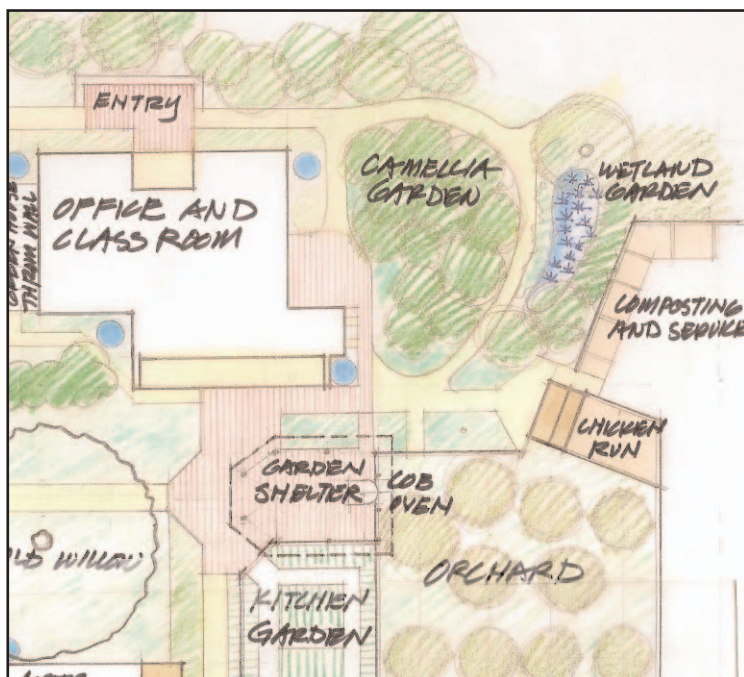 ENTRY
CAMELLIA
GARDEN
WETLAND
GARDEN
OFFICE AND
CLASS ROOM
COMPOSTING
AND SERVICE
CHICKEN
RUN
GARDEN
SHELTER
COB
OVEN
WILLOW
ORCHARD
KITCHEN
GARDEN